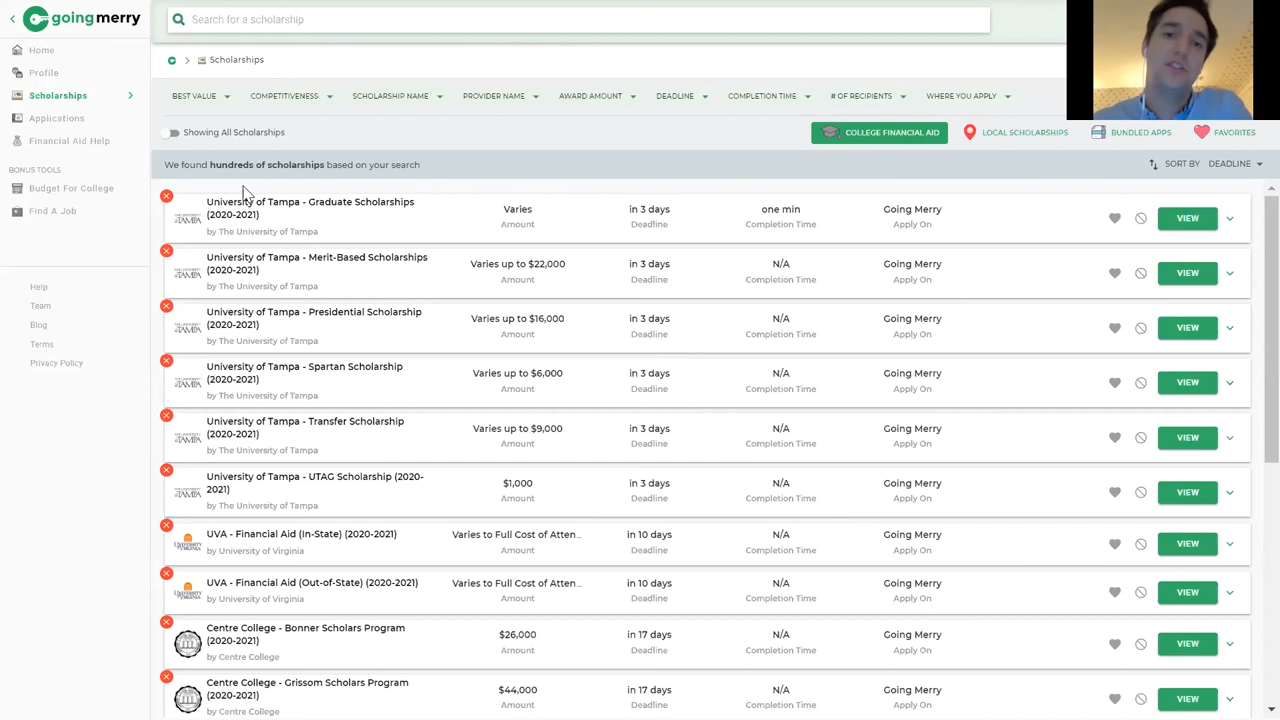 going merry
Search for a scholarship
Home
Profile
Scholarships
Applications
Financial Aid Help
BONUS TOOLS
Budget For College
Find A Job
Help
Team
Blog
Terms
Privacy Policy
Scholarships
BEST VALUE COMPETITIVENESS SCHOLARSHIP NAME PROVIDER NAME AWARD AMOUNT DEADLINE COMPLETION TIME # OF RECIPIENTS WHERE YOU APPLY
Showing All Scholarships COLLEGE FINANCIAL AID LOCAL SCHOLARSHIPS BUNDLED APPS FAVORITES
We found hundreds of scholarships based on your search SORT BY DEADLINE
University of Tampa - Graduate Scholarships
(2020-2021)
by The University of Tampa
Varies in 3 days one min Going Merry VIEW
Amount Deadline Completion Time Apply On
University of Tampa - Merit-Based Scholarships
(2020-2021)
by The University of Tampa
Varies up to $22,000 in 3 days N/A Going Merry VIEW
Amount Deadline Completion Time Apply On
University of Tampa - Presidential Scholarship
(2020-2021)
by The University of Tampa
Varies up to $16,000 in 3 days N/A Going Merry VIEW
Amount Deadline Completion Time Apply On
University of Tampa - Spartan Scholarship
(2020-2021)
by The University of Tampa
Varies up to $6,000 in 3 days N/A Going Merry VIEW
Amount Deadline Completion Time Apply On
University of Tampa - Transfer Scholarship
(2020-2021)
by The University of Tampa
Varies up to $9,000 in 3 days N/A Going Merry VIEW
Amount Deadline Completion Time Apply On
University of Tampa - UTAG Scholarship (2020-
2021)
by The University of Tampa
$1,000 in 3 days N/A Going Merry VIEW
Amount Deadline Completion Time Apply On
UVA - Financial Aid (In-State) (2020-2021)
by University of Virginia
Varies to Full Cost of Atten... in 10 days N/A Going Merry VIEW
Amount Deadline Completion Time Apply On
UVA - Financial Aid (Out-of-State) (2020-2021)
by University of Virginia
Varies to Full Cost of Atten... in 10 days N/A Going Merry VIEW
Amount Deadline Completion Time Apply On
Centre College - Bonner Scholars Program
(2020-2021)
by Centre College
$26,000 in 17 days N/A Going Merry VIEW
Amount Deadline Completion Time Apply On
Centre College - Grissom Scholars Program
(2020-2021)
by Centre College
$44,000 in 17 days N/A Going Merry VIEW
Amount Deadline Completion Time Apply On